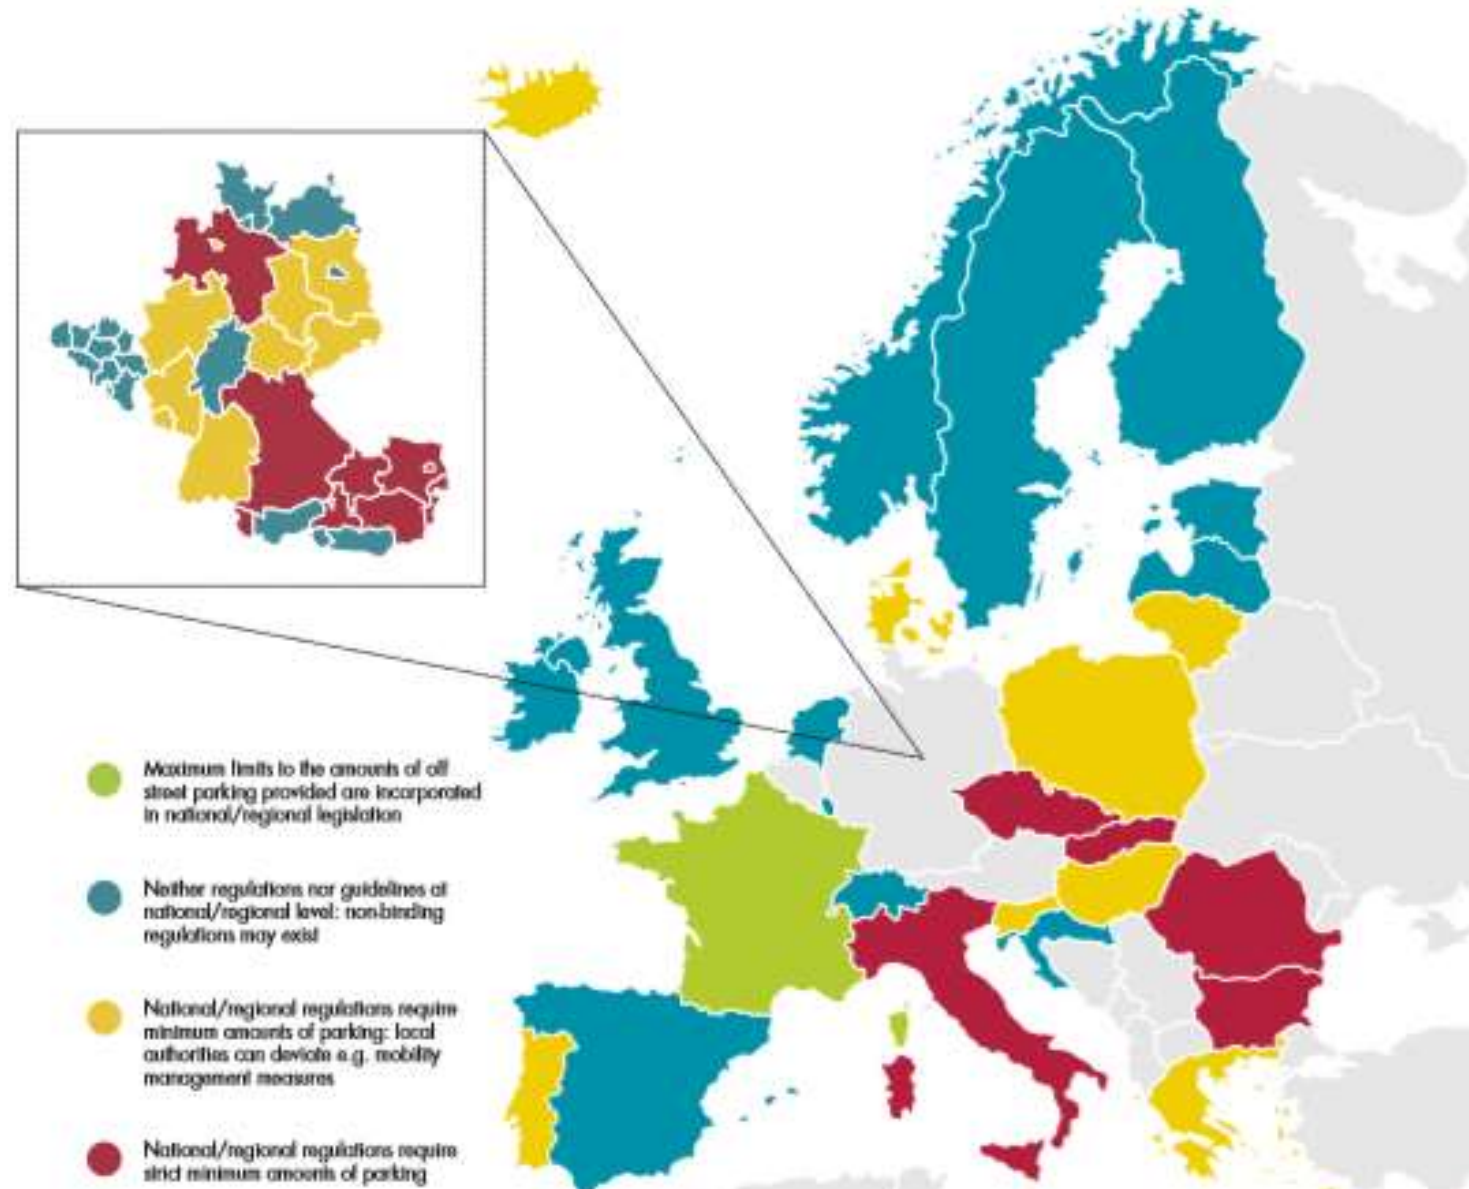 Maximum limits to the amounts of off
street parking provided are incorporated
in national/regional legislation
Neither regulations nor guidelines at
national/regional level: non-binding
regulations may exist
National/regional regulations require
minimum amounts of parking: local
authorities can deviate e.g. mobility
management measures
National/regional regulations require
strict minimum amounts of parking